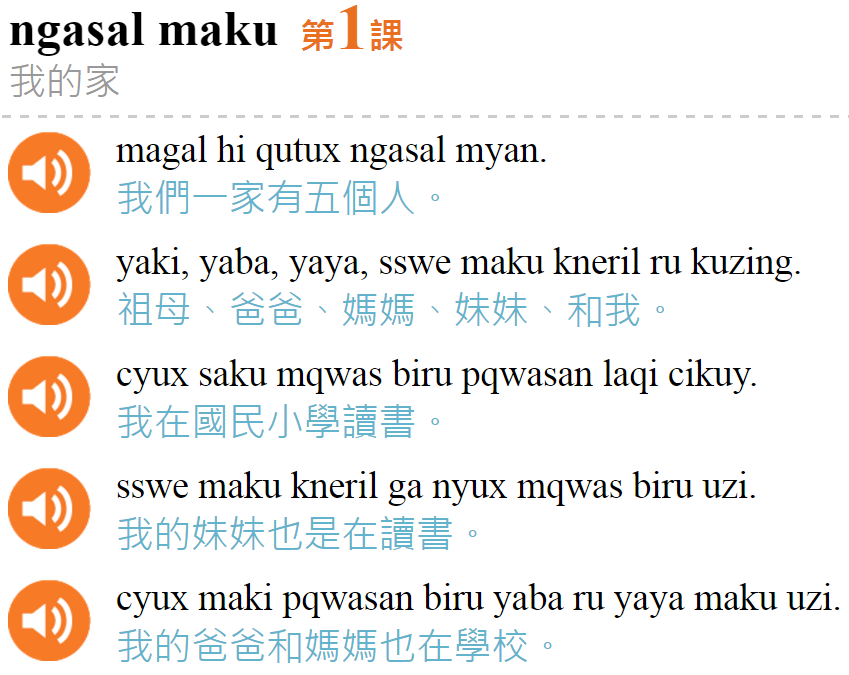 ngasal maku 第1課
我的家
magal hi qutux ngasal myan.
我們一家有五個人。
yaki, yaba, yaya, sswe maku kneril ru kuzing.
祖母、爸爸、媽媽、妹妹、和我。
cyux saku mqwas biru pqwasan laqi cikuy.
我在國民小學讀書。
sswe maku kneril ga nyux mqwas biru uzi.
我的妹妹也是在讀書。
cyux maki pqwasan biru yaba ru yaya maku uzi.
我的爸爸和媽媽也在學校。